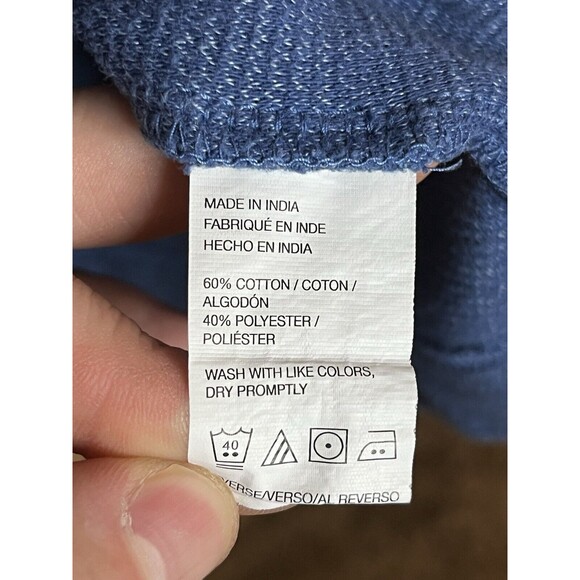 MADE IN INDIA
FABRIQUÉ EN INDE
HECHO EN INDIA
60% COTTON / COTON /
ALGODÓN
40% POLYESTER /
POLIÉSTER
WASH WITH LIKE COLORS,
DRY PROMPTLY
40
/VERSO/AL REVERSO